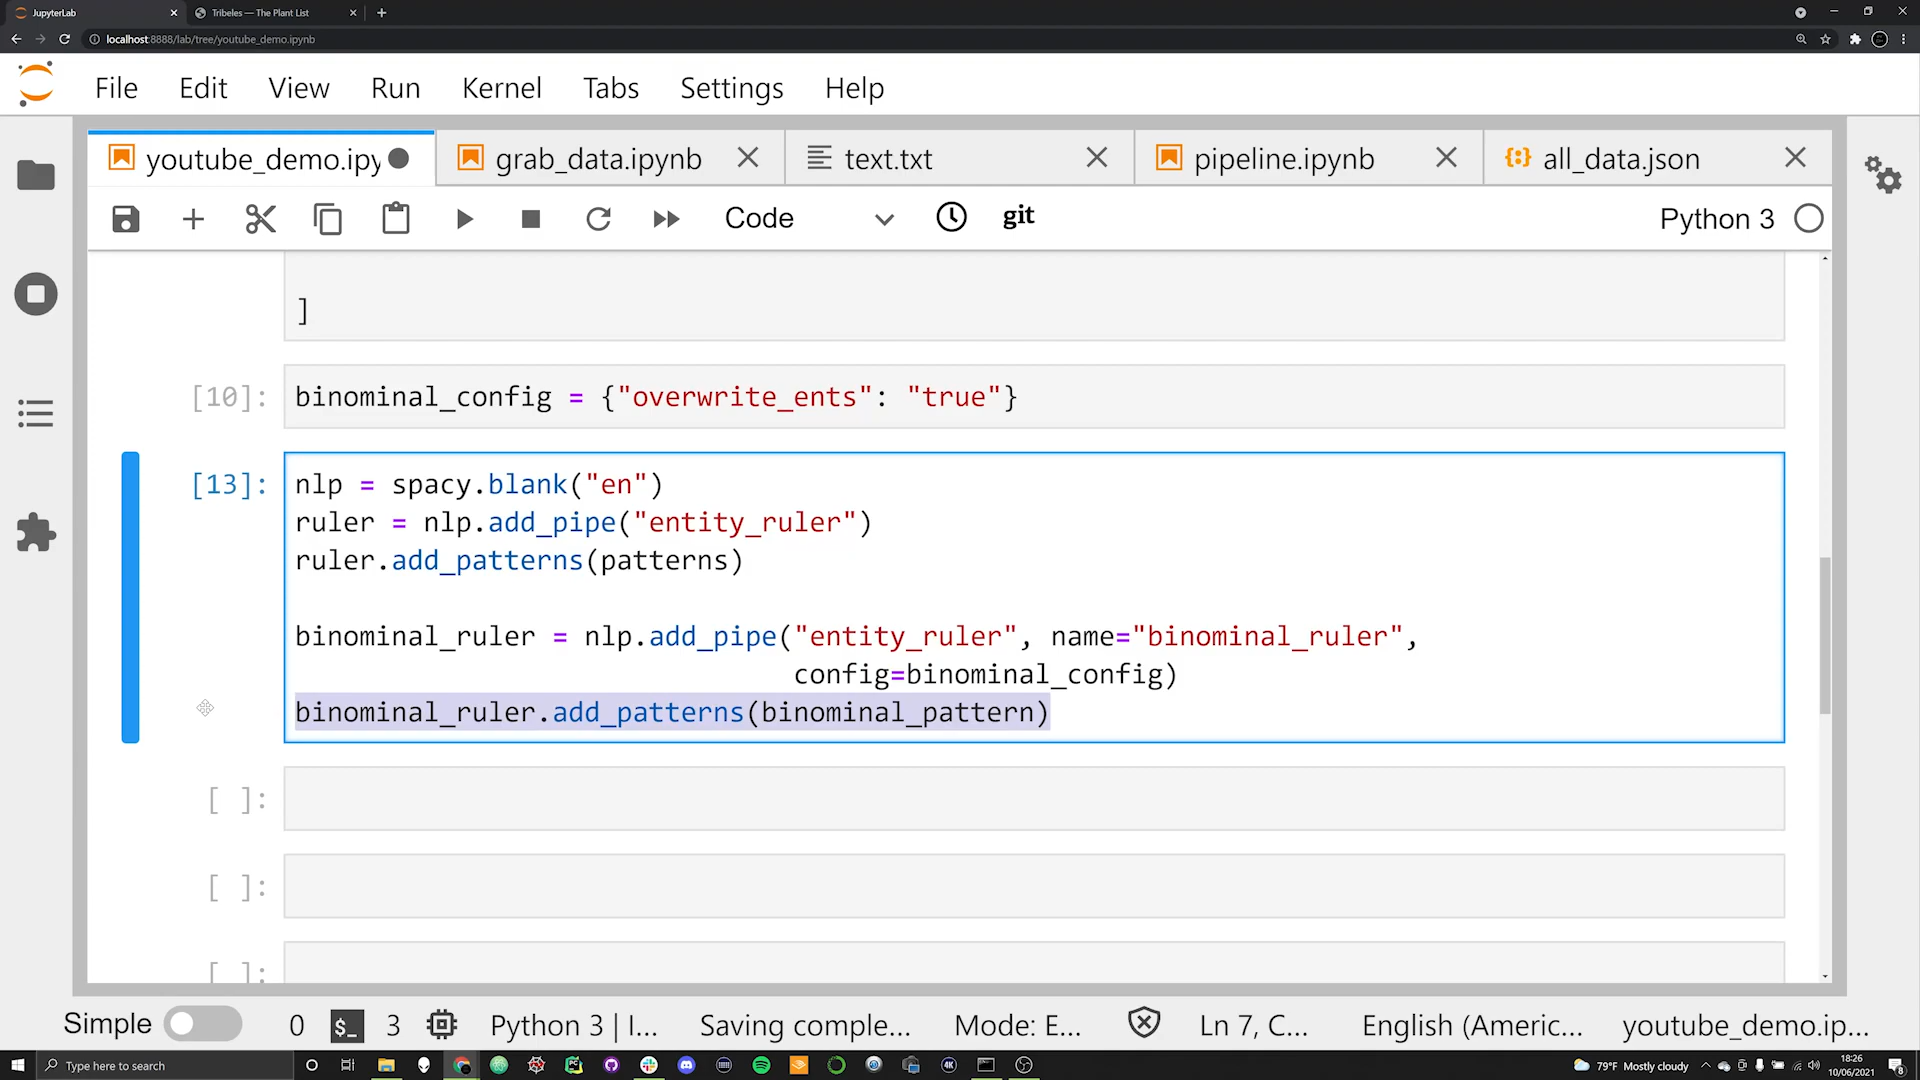 JupyterLab
Tribeles — The Plant List
localhost:8888/lab/tree/youtube_demo.ipynb
File Edit View Run Kernel Tabs Settings Help
youtube_demo.ipy
grab_data.ipynb
text.txt
pipeline.ipynb
all_data.json
Code
git
Python 3
]
[10]:
binominal_config = {"overwrite_ents": "true"}
[13]:
nlp = spacy.blank("en")
ruler = nlp.add_pipe("entity_ruler")
ruler.add_patterns(patterns)
binominal_ruler = nlp.add_pipe("entity_ruler", name="binominal_ruler",
config=binominal_config)
binominal_ruler.add_patterns(binominal_pattern)
[ ]:
[ ]:
[ ]:
Simple 0 $_ 3 Python 3 | I... Saving comple... Mode: E... Ln 7, C... English (Americ... youtube_demo.ip...
Type here to search
79°F Mostly cloudy
18:26
10/06/2021